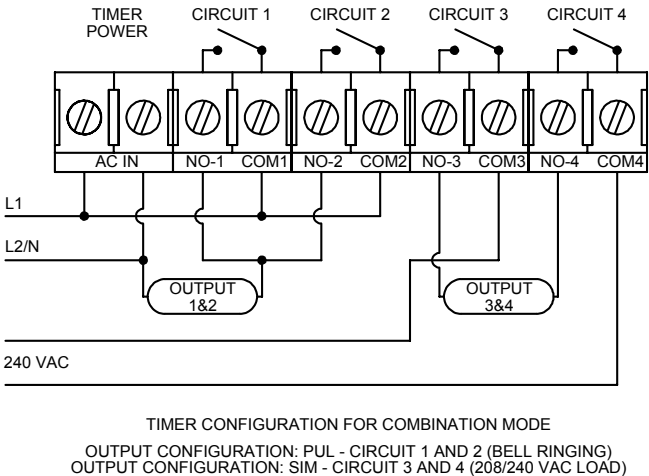 TIMER
POWER
CIRCUIT 1
CIRCUIT 2
CIRCUIT 3
CIRCUIT 4
AC IN
NO-1
COM1
NO-2
COM2
NO-3
COM3
NO-4
COM4
L1
L2/N
OUTPUT
1&2
OUTPUT
3&4
240 VAC
TIMER CONFIGURATION FOR COMBINATION MODE
OUTPUT CONFIGURATION: PUL - CIRCUIT 1 AND 2 (BELL RINGING)
OUTPUT CONFIGURATION: SIM - CIRCUIT 3 AND 4 (208/240 VAC LOAD)